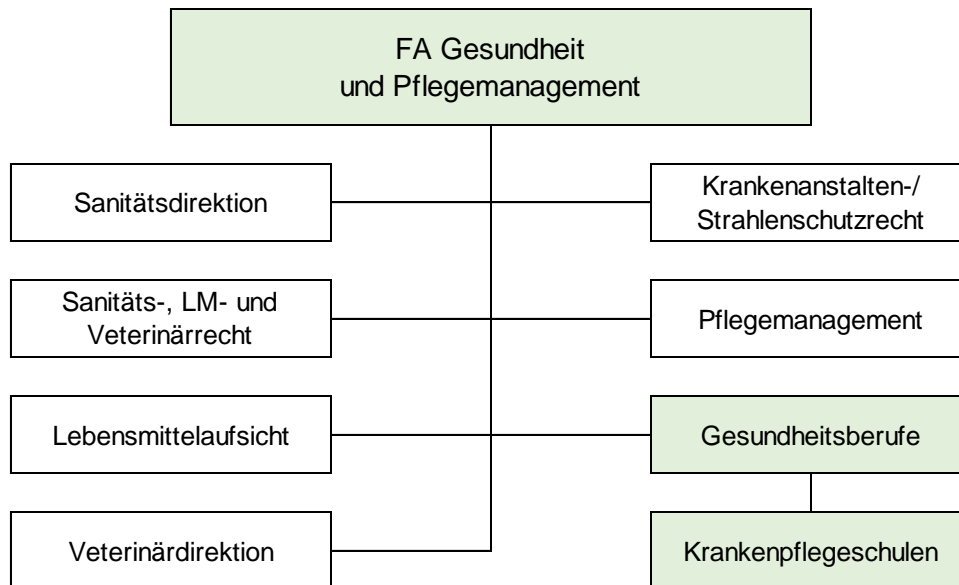 FA Gesundheit
und Pflegemanagement
Sanitätsdirektion
Krankenanstalten-/
Strahlenschutzrecht
Sanitäts-, LM- und
Veterinärrecht
Pflegemanagement
Lebensmittelaufsicht
Gesundheitsberufe
Veterinärdirektion
Krankenpflegeschulen